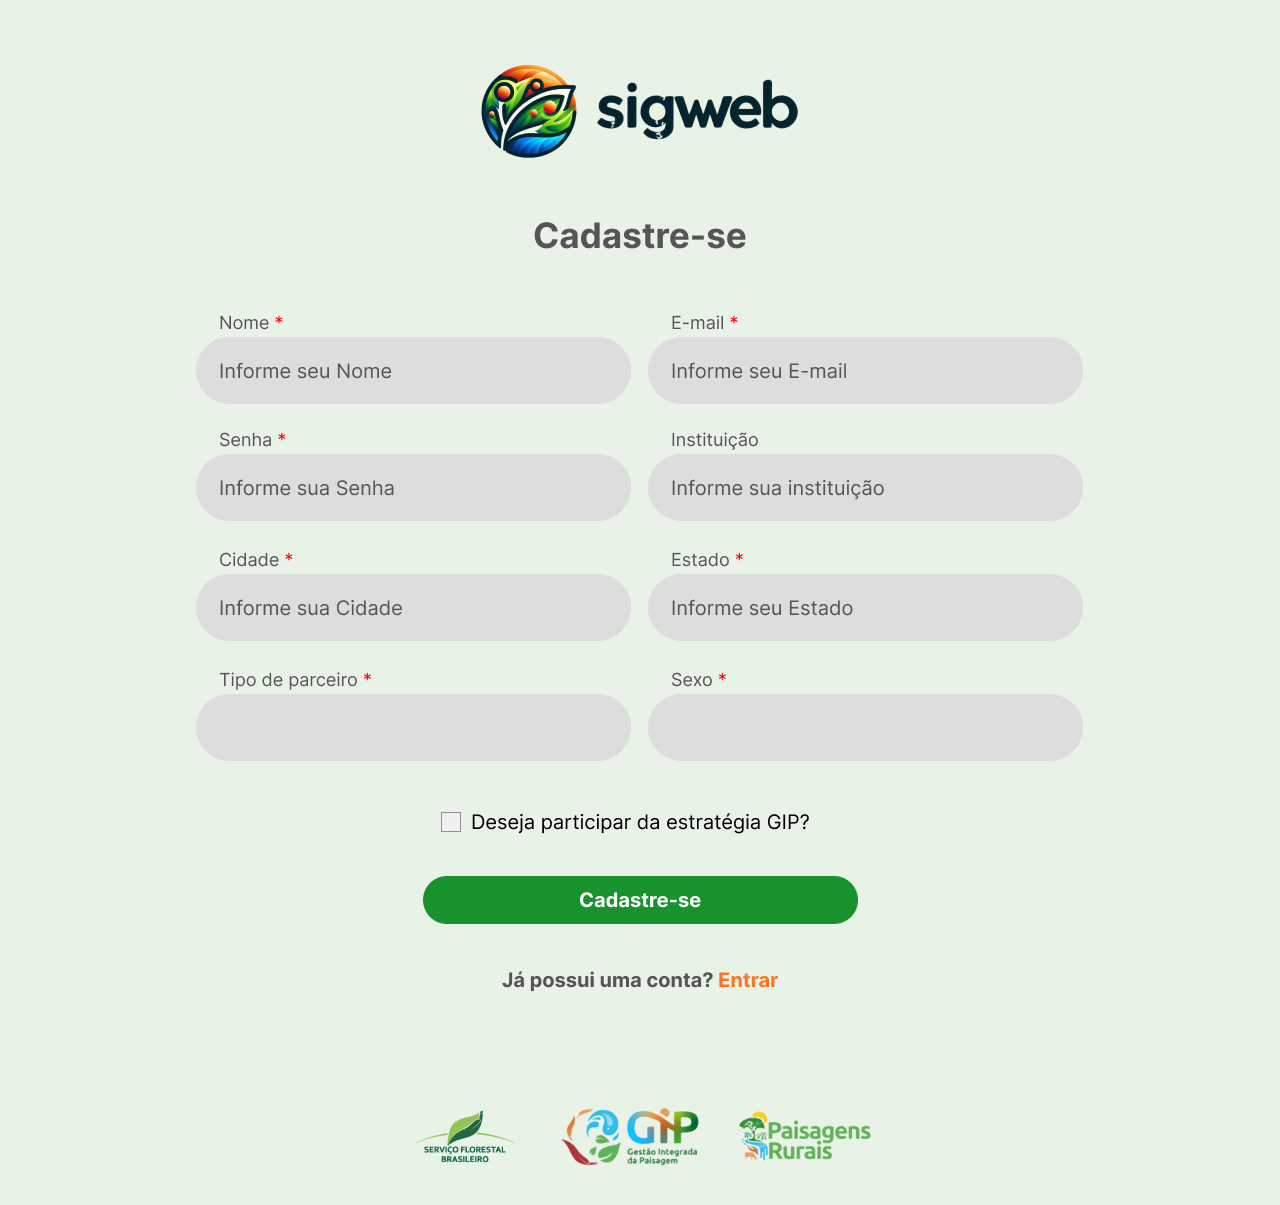 sigweb
Cadastre-se
Nome *
E-mail *
Informe seu Nome
Informe seu E-mail
Senha *
Instituição
Informe sua Senha
Informe sua instituição
Cidade *
Estado *
Informe sua Cidade
Informe seu Estado
Tipo de parceiro *
Sexo *
Deseja participar da estratégia GIP?
Cadastre-se
Já possui uma conta? Entrar
SERVIÇO FLORESTAL
BRASILEIRO
GIP
Gestão Integrada
da Paisagem
Paisagens
Rurais